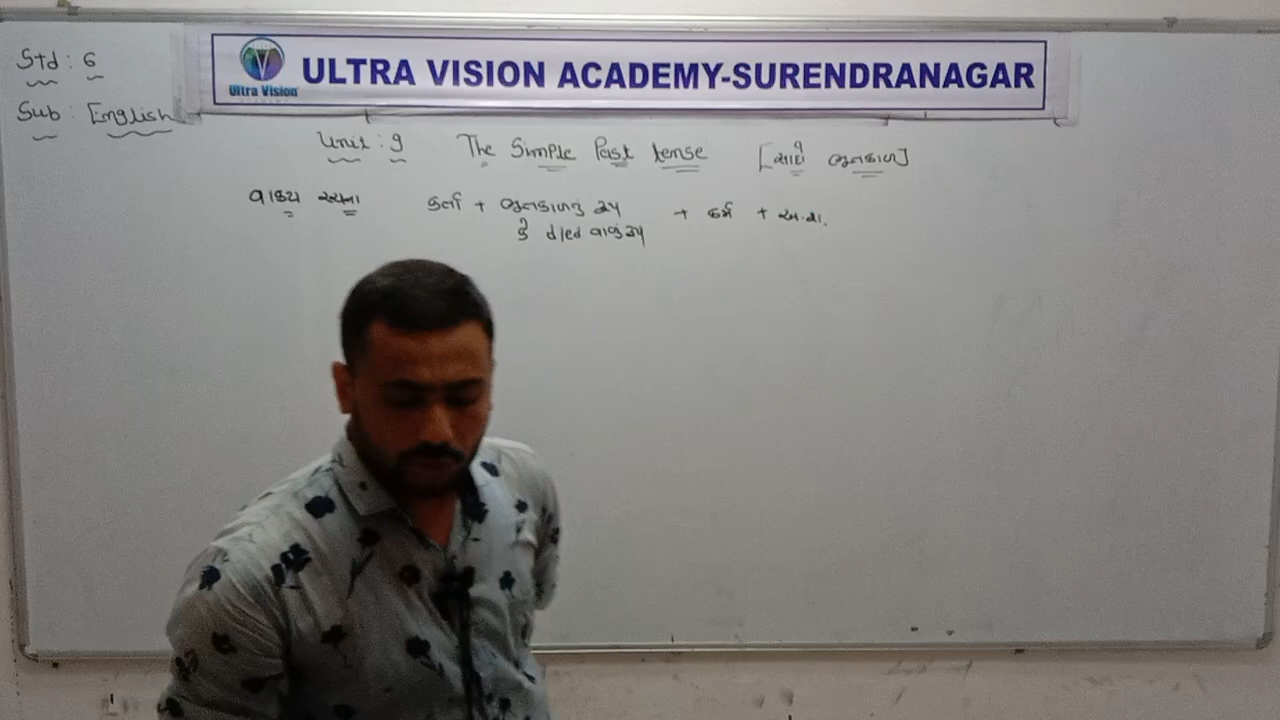 Std : 6
Sub : English
Ultra Vision
ULTRA VISION ACADEMY-SURENDRANAGAR
Unit : 9 The Simple Past tense [સાદો ભૂતકાળ]
વાક્ય રચના કર્તા + ભૂતકાળનું રૂપ + કર્મ + અ.વા.
કે d/ed વાળું રૂપ